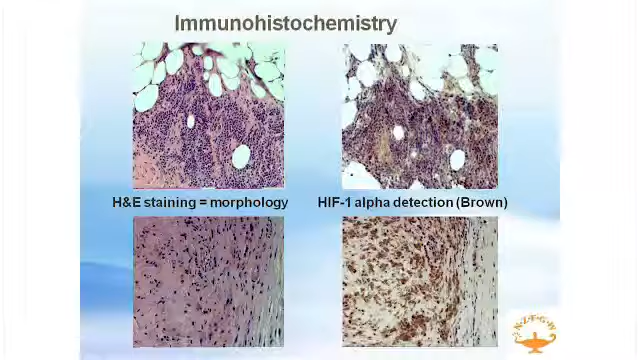 Immunohistochemistry
H&E staining = morphology
HIF-1 alpha detection (Brown)